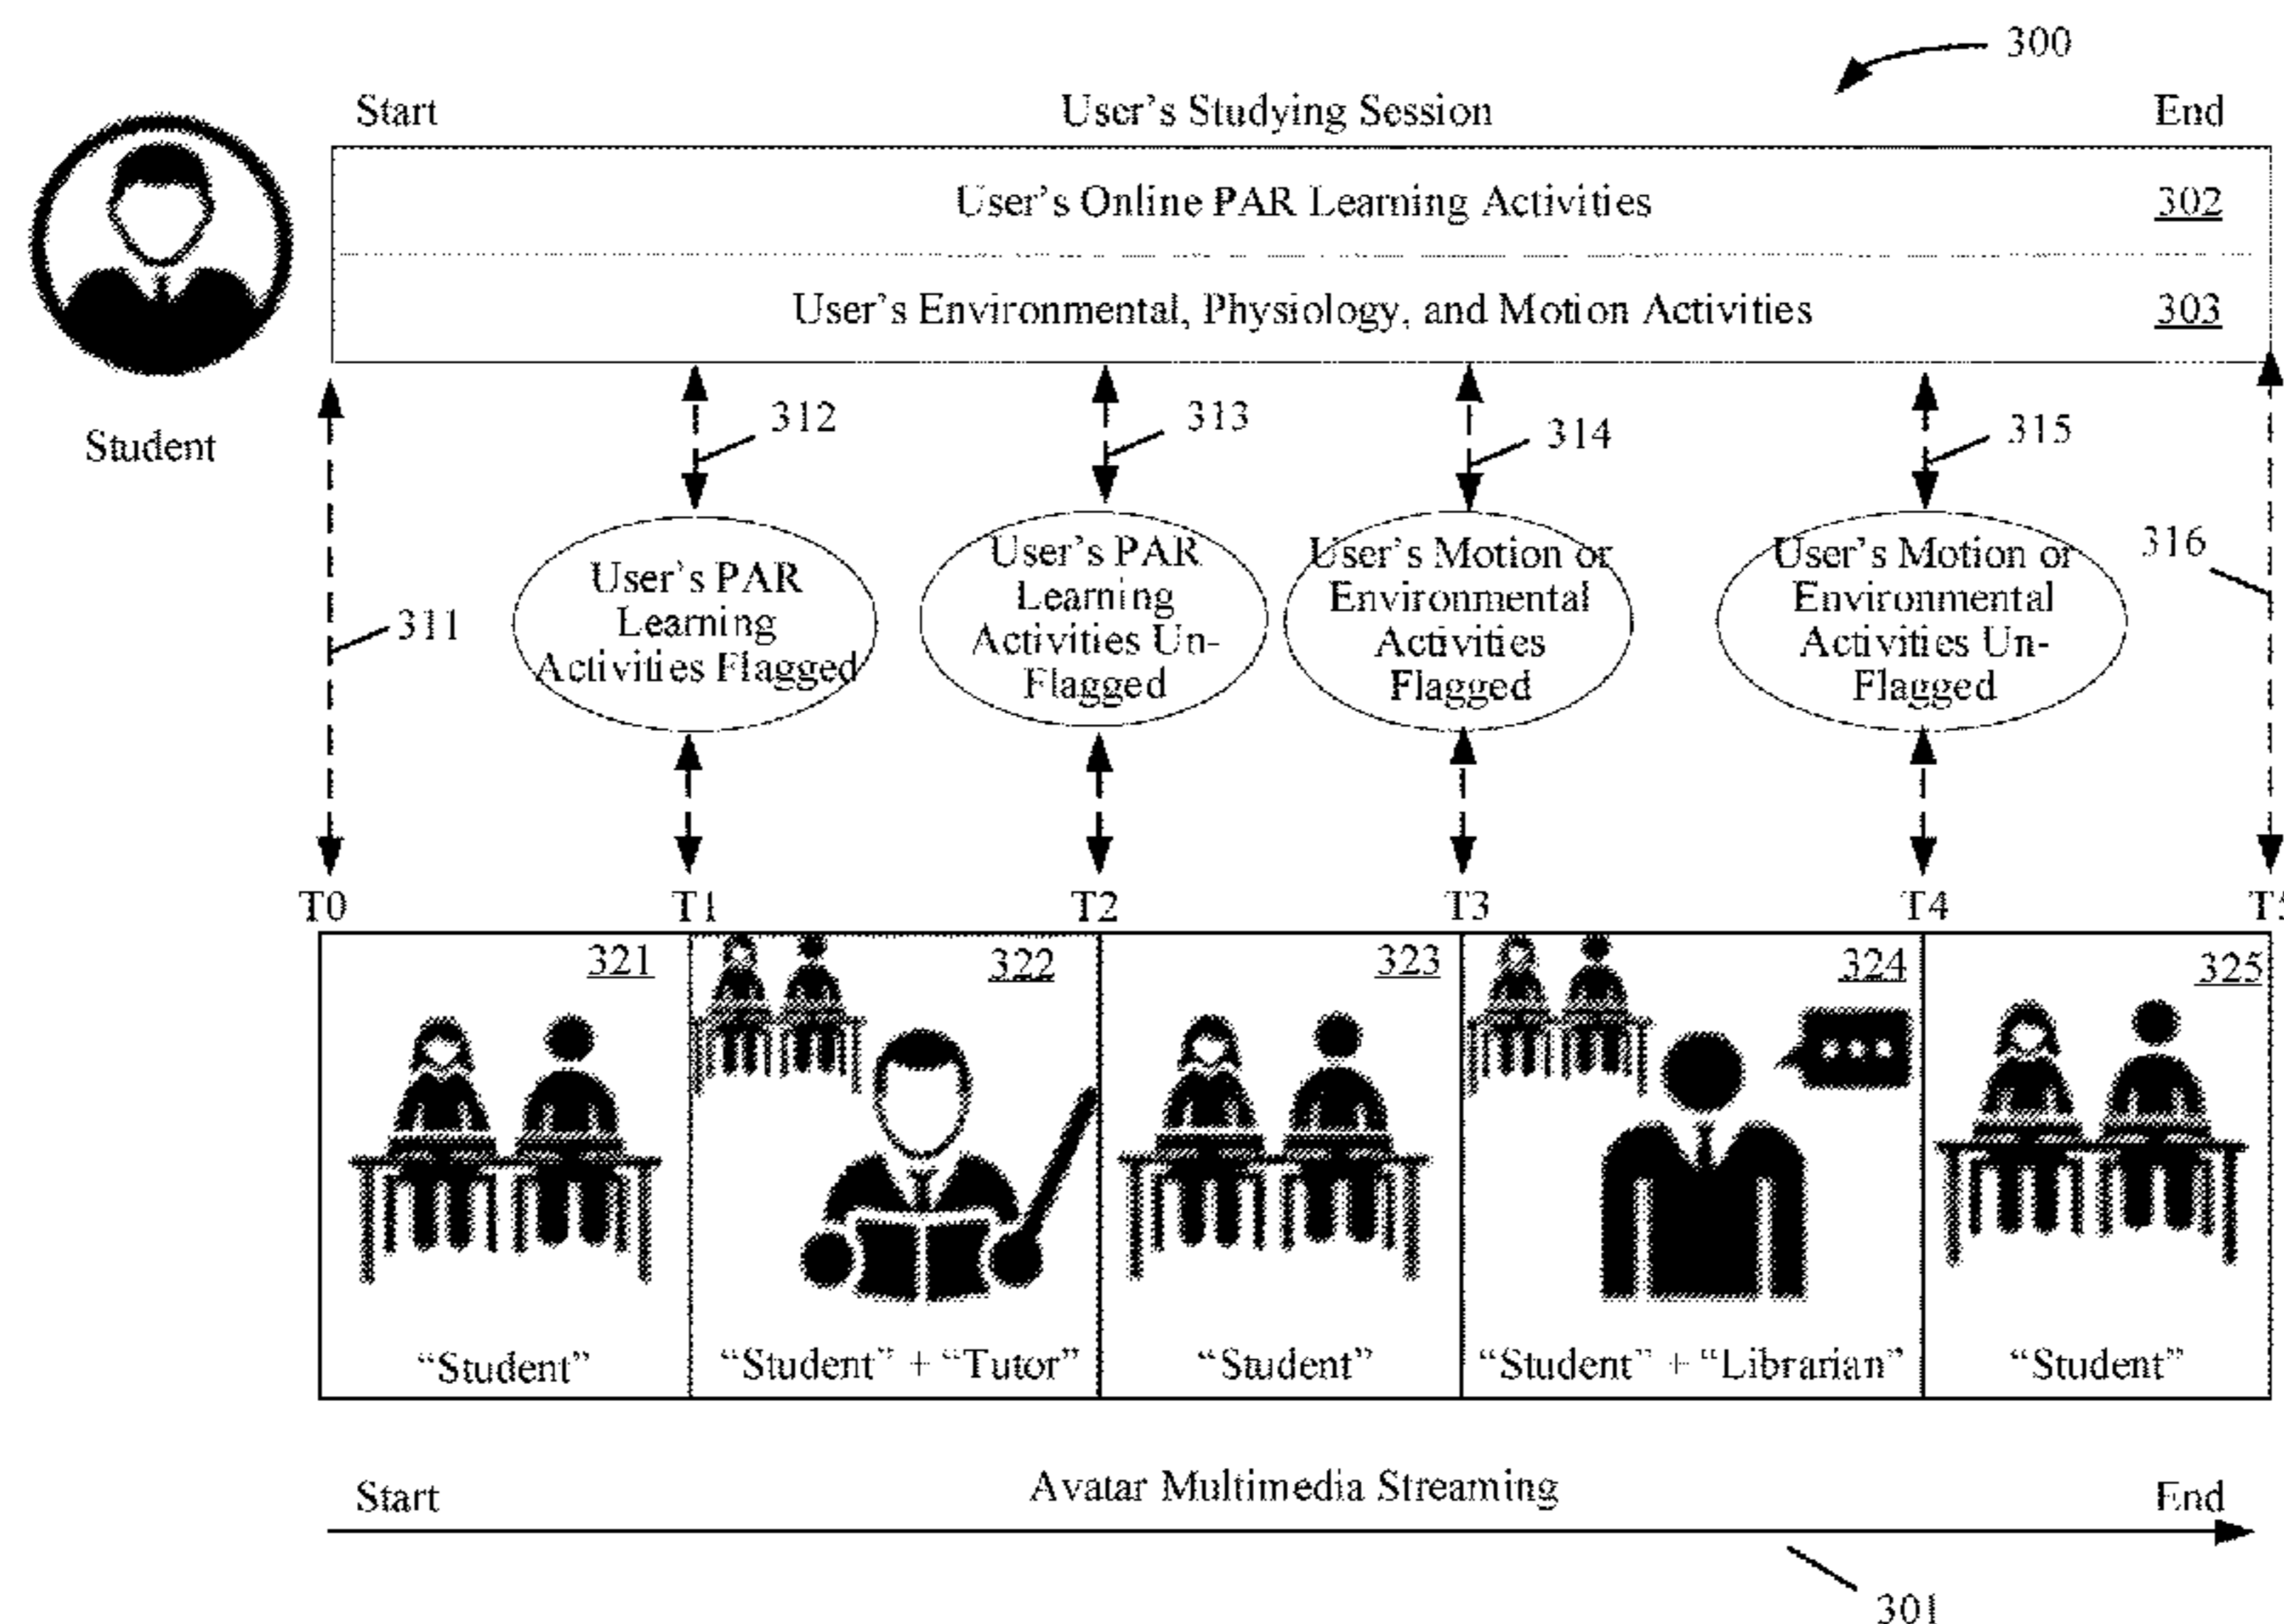 300
Start
User's Studying Session
End
User's Online PAR Learning Activities
302
User's Environmental, Physiology, and Motion Activities
303
Student
311
312
313
314
315
316
User's PAR
Learning
Activities Flagged
User's PAR
Learning
Activities Un-
Flagged
User's Motion or
Environmental
Activities
Flagged
User's Motion or
Environmental
Activities Un-
Flagged
T0
T1
T2
T3
T4
T5
321
322
323
324
325
“Student”
“Student” + “Tutor”
“Student”
“Student” + “Librarian”
“Student”
Start
Avatar Multimedia Streaming
End
301